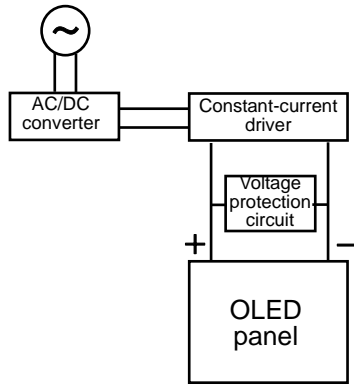 ~
AC/DC
converter
Constant-current
driver
Voltage
protection
circuit
+ −
OLED
panel